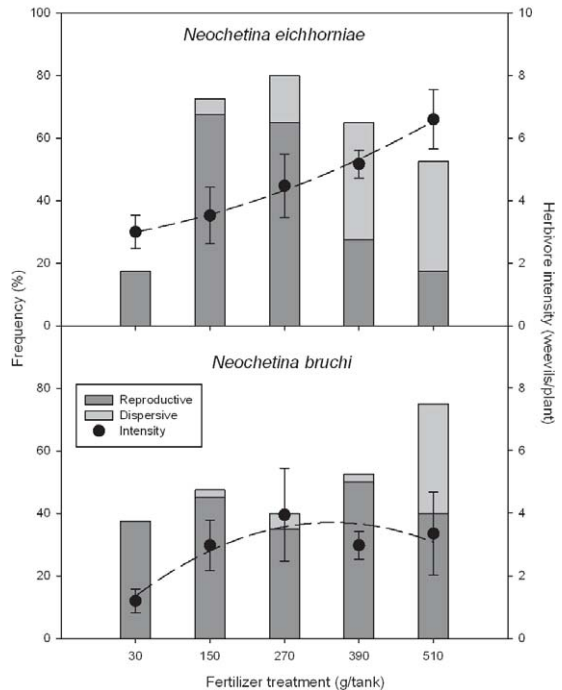 100
10
Neochetina eichhorniae
80
8
60
6
40
4
20
2
0
0
Frequency (%)
Herbivore intensity
(weevils/plant)
Neochetina bruchi
80
8
Reproductive
Dispersive
Intensity
60
6
40
4
20
2
0
0
30 150 270 390 510
Fertilizer treatment (g/tank)